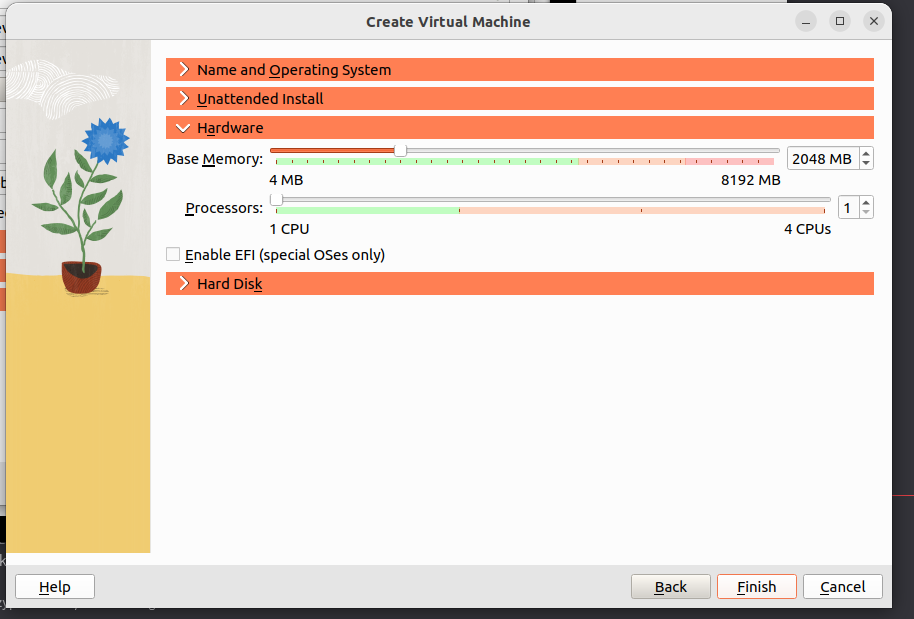 Create Virtual Machine
Name and Operating System
Unattended Install
Hardware
Base Memory: 2048 MB
4 MB 8192 MB
Processors: 1
1 CPU 4 CPUs
Enable EFI (special OSes only)
Hard Disk
Help Back Finish Cancel